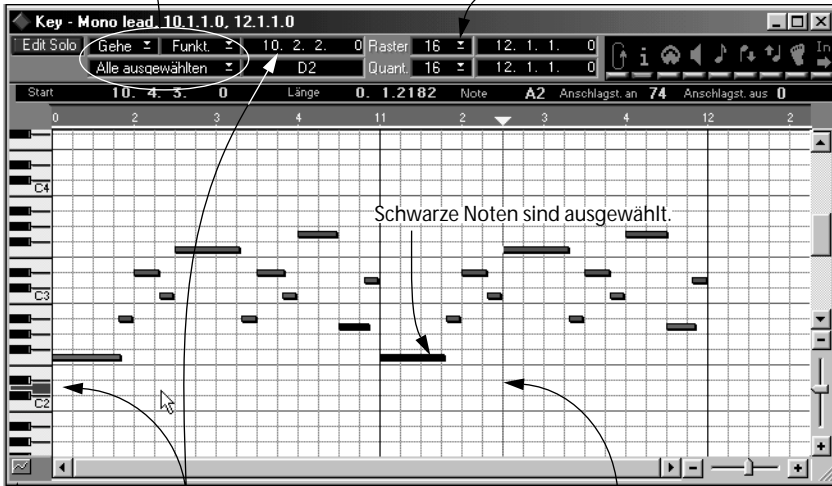 Key - Mono lead, 10.1.1.0, 12.1.1.0
Edit Solo Gehe Funkt. 10. 2. 2. 0 Raster 16 12. 1. 1. 0
Alle ausgewählten D2 Quant. 16 12. 1. 1. 0 In
Start 10. 4. 3. 0 Länge 0. 1.2182 Note A2 Anschlagst. an 74 Anschlagst. aus 0
0 2 3 4 11 2 3 4 12 2
C4
Schwarze Noten sind ausgewählt.
C3
C2